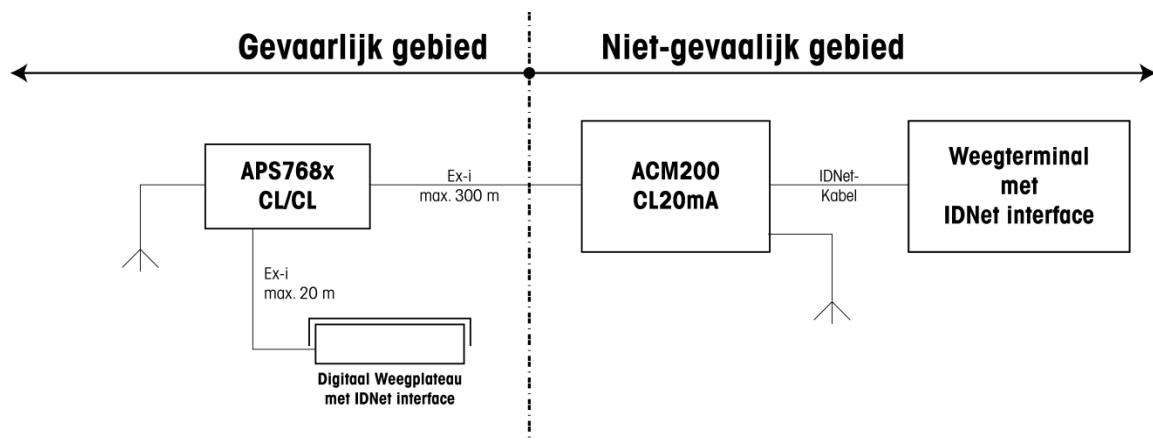 Gevaarlijk gebied
Niet-gevaalijk gebied
APS768x
CL/CL
Ex-i
max. 300 m
ACM200
CL20mA
IDNet-
Kabel
Weegterminal
met
IDNet interface
Ex-i
max. 20 m
Digitaal Weegplateau
met IDNet interface